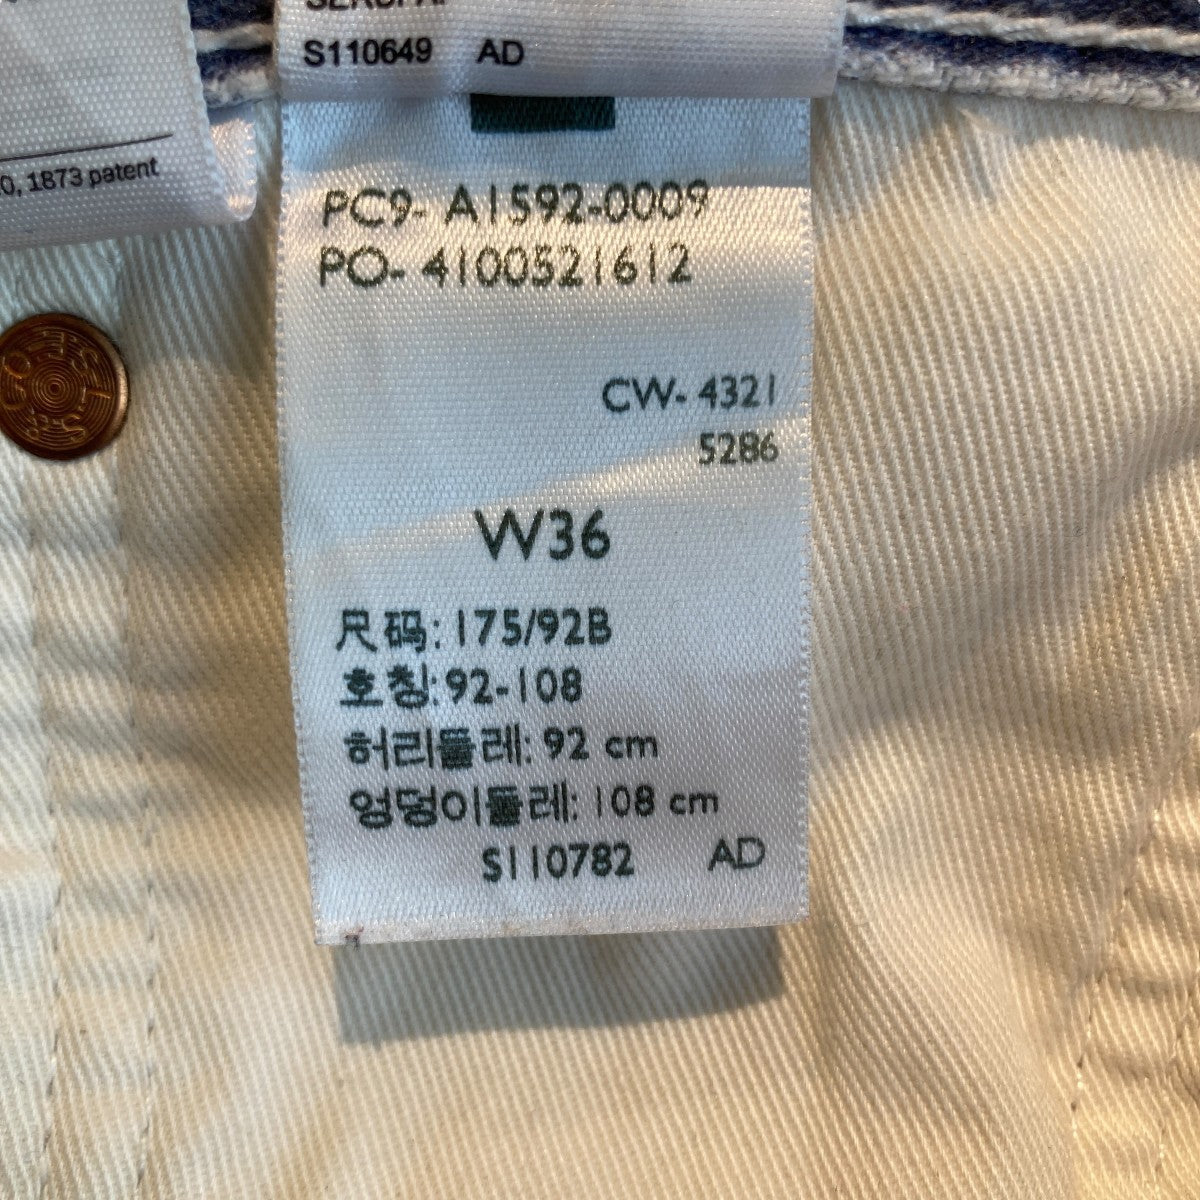 S110649 AD
0, 1873 patent
PC9- A1592-0009
PO- 4100521612
CW- 4321
5286
W36
尺码: 175/92B
호칭: 92-108
허리둘레: 92 cm
엉덩이둘레: 108 cm
S110782 AD